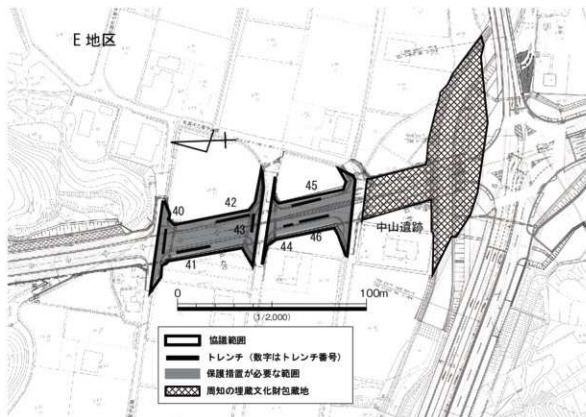 E 地区
40
42
45
43
41
44
46
中山遺跡
0
100m
(1/2,000)
協議範囲
トレンチ（数字はトレンチ番号）
保護措置が必要な範囲
周知の埋蔵文化財包蔵地